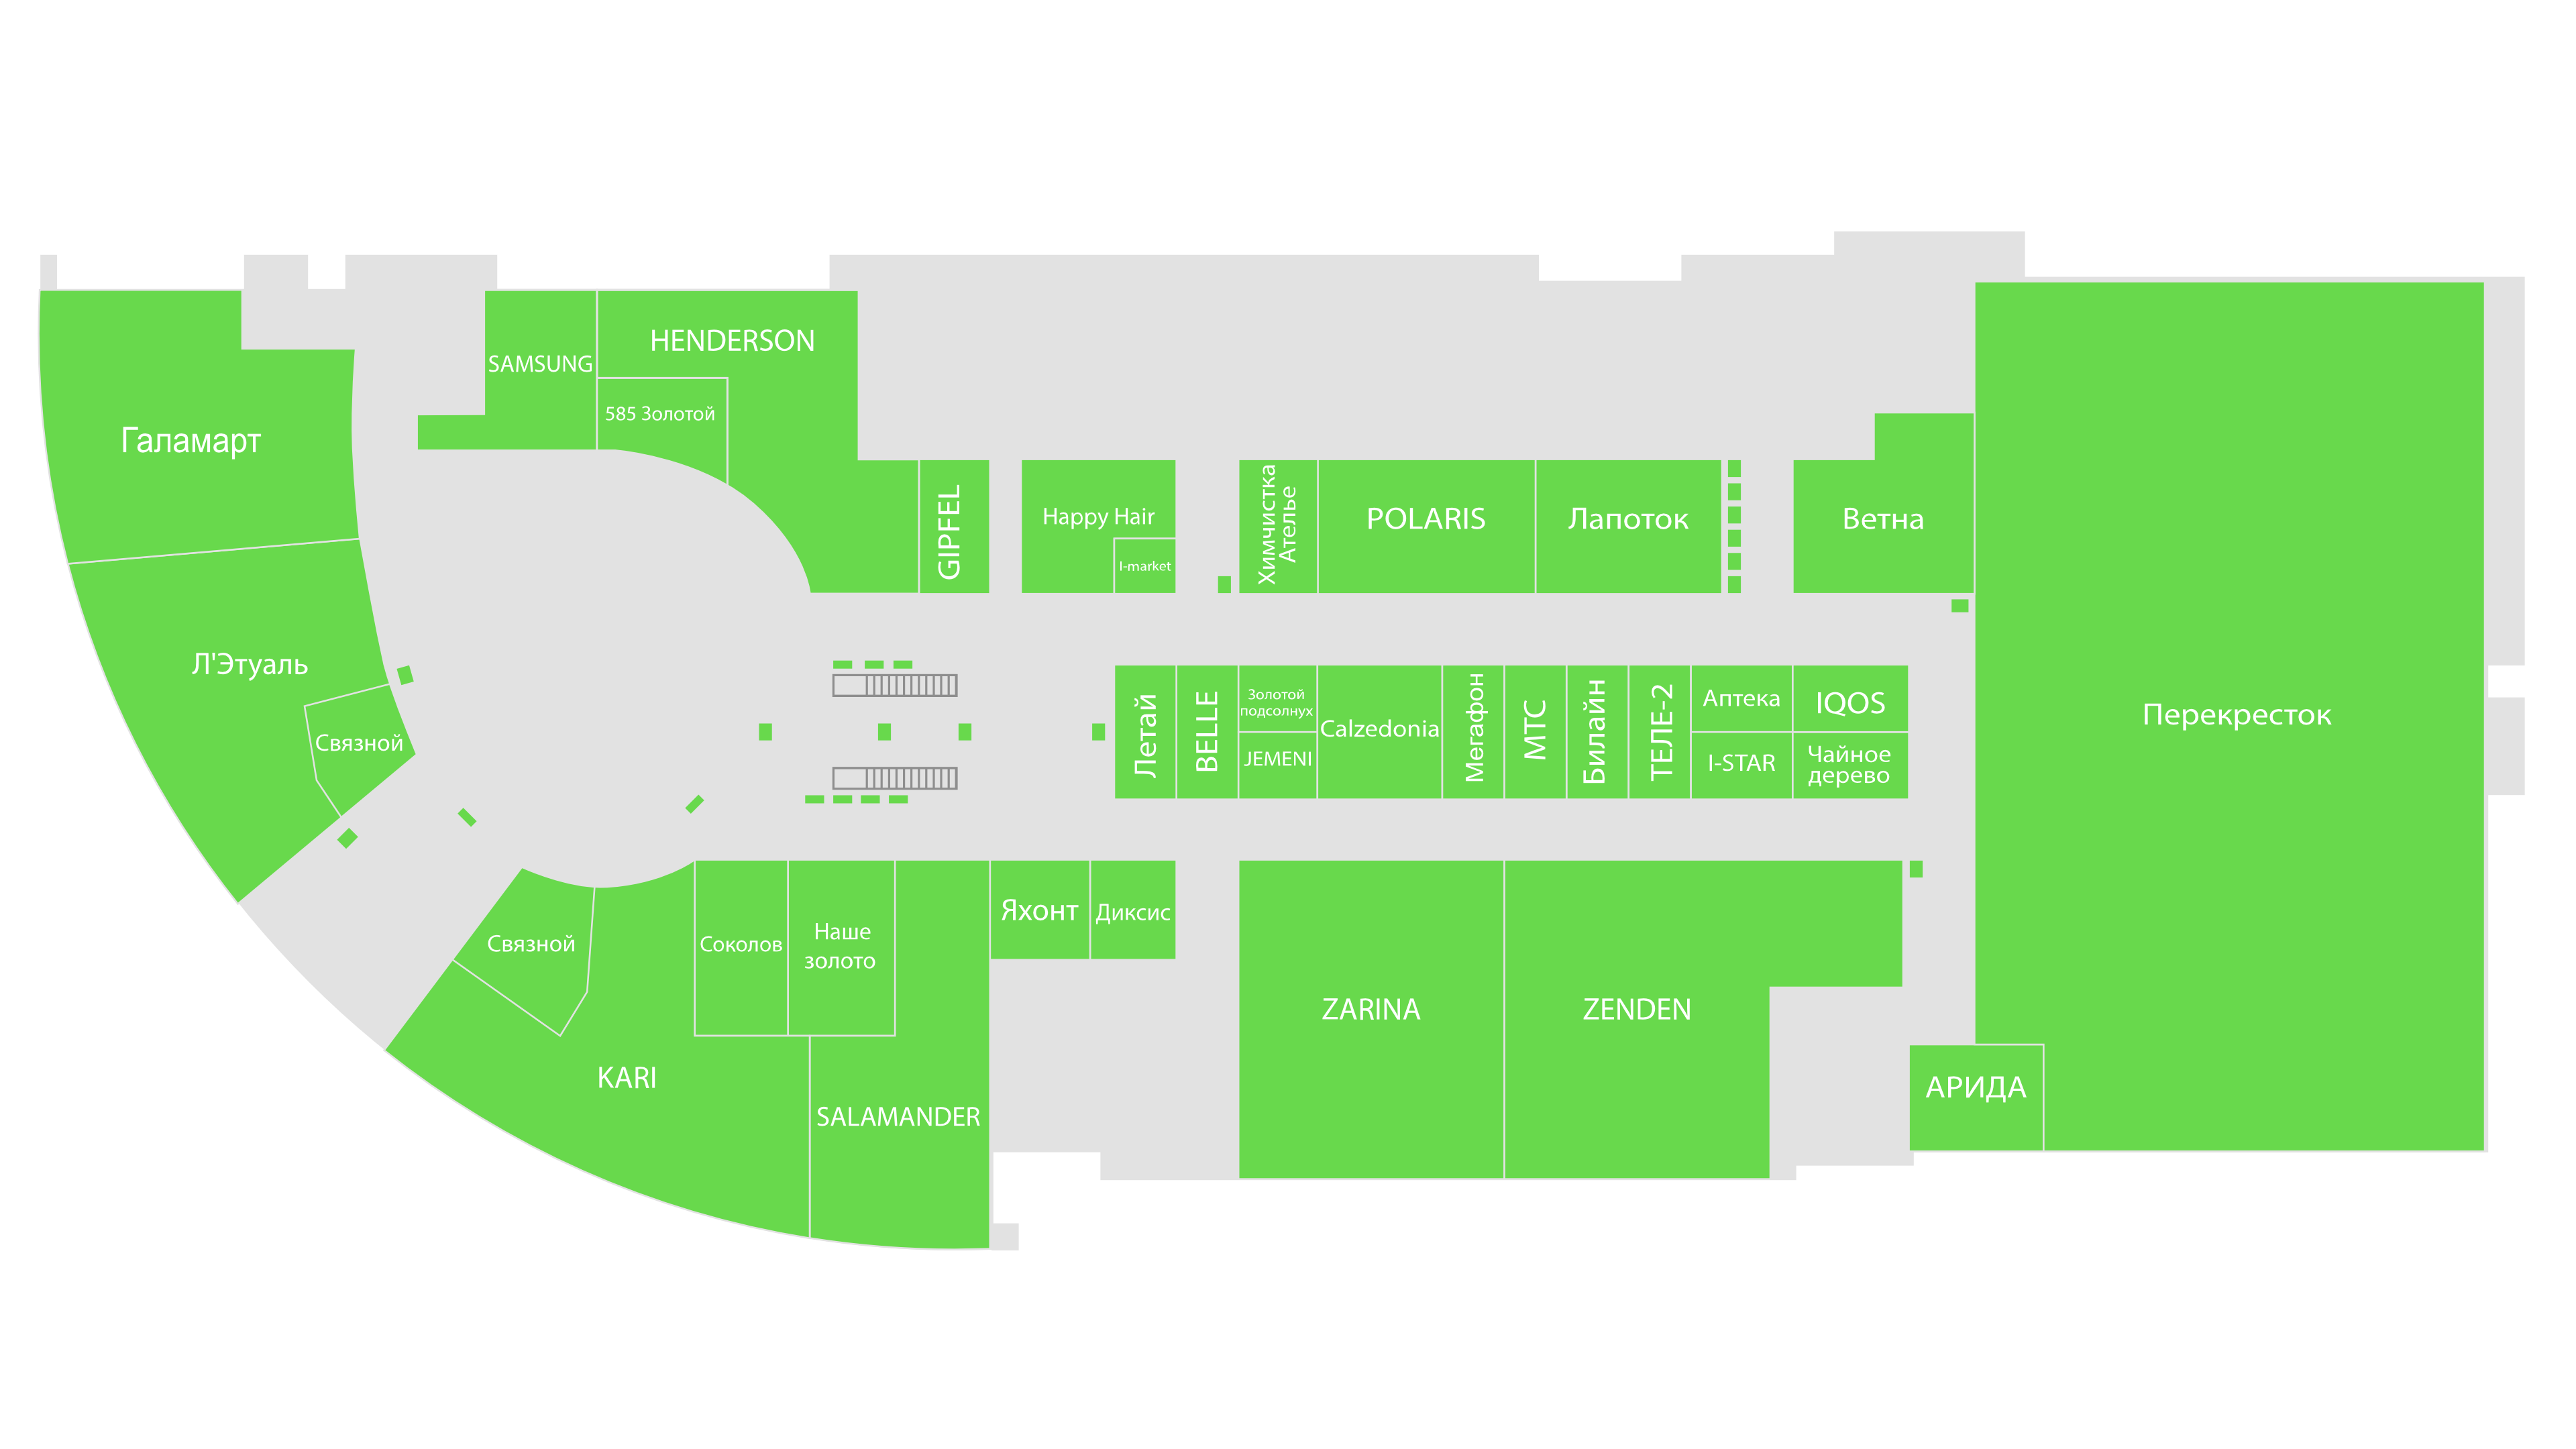 HENDERSON
SAMSUNG
585 Золотой
Галамарт
GIPFEL
Happy Hair
I-market
Химчистка
Ателье
POLARIS
Лапоток
Ветна
Л'Этуаль
Связной
Летай
BELLE
Золотой
подсолнух
JEMENI
Calzedonia
Мегафон
МТС
Билайн
ТЕЛЕ-2
Аптека
IQOS
I-STAR
Чайное
дерево
Перекресток
Связной
Соколов
Наше
золото
Яхонт
Диксис
ZARINA
ZENDEN
KARI
SALAMANDER
АРИДА